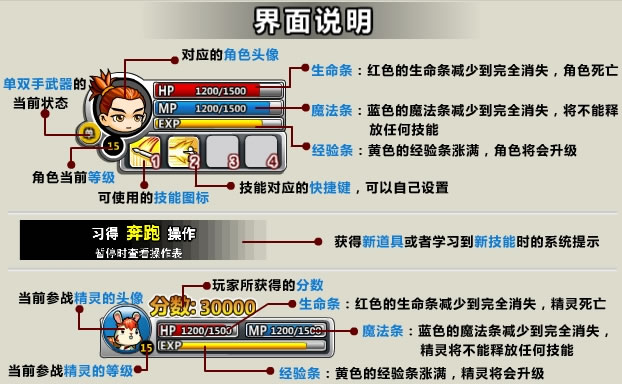 界面说明
对应的角色头像
单双手武器的
当前状态
HP 1200/1500
生命条：红色的生命条减少到完全消失，角色死亡
MP 1200/1500
魔法条：蓝色的魔法条减少到完全消失，将不能释
放任何技能
EXP
经验条：黄色的经验条涨满，角色将会升级
单
15
1 2 3 4
角色当前等级
可使用的技能图标
技能对应的快捷键，可以自己设置
习得 奔跑 操作
暂停时查看操作表
获得新道具或者学习到新技能时的系统提示
玩家所获得的分数
当前参战精灵的头像
分数: 30000
生命条：红色的生命条减少到完全消失，精灵死亡
HP 1200/1500 MP 1200/1500
魔法条：蓝色的魔法条减少到完全消失，
精灵将不能释放任何技能
EXP
15
当前参战精灵的等级
经验条：黄色的经验条涨满，精灵将会升级